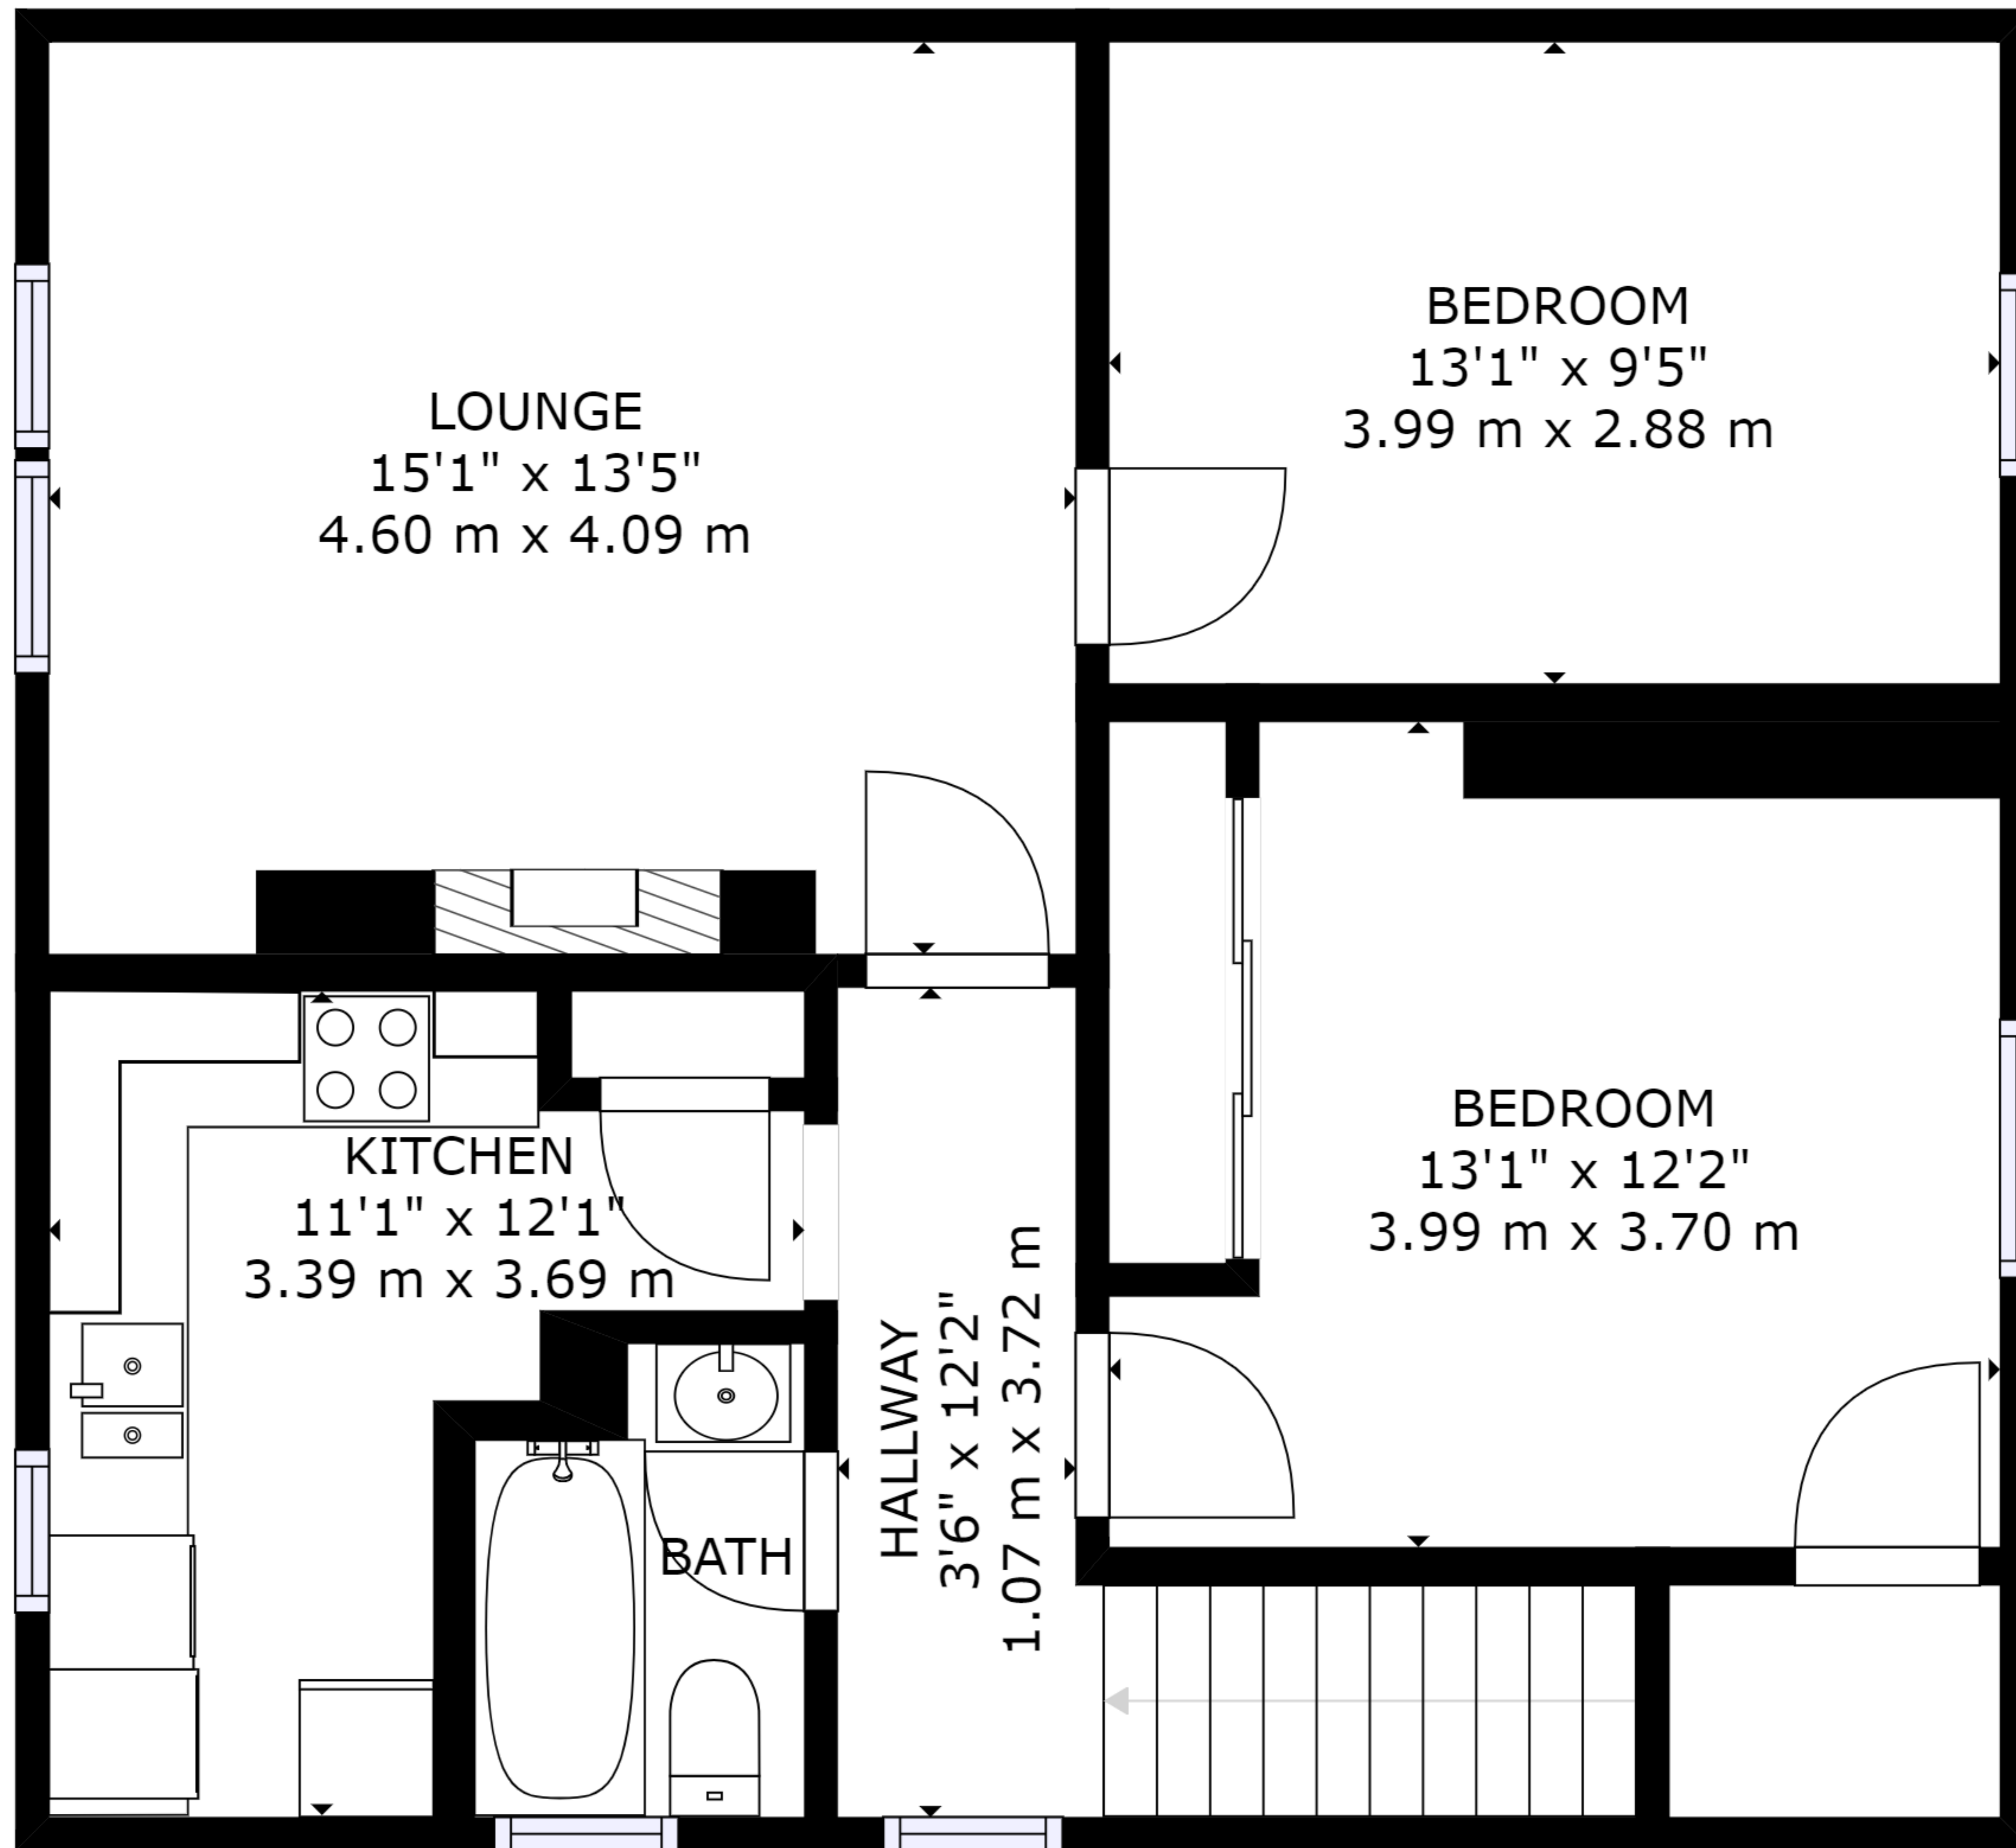 LOUNGE
15'1" x 13'5"
4.60 m x 4.09 m
BEDROOM
13'1" x 9'5"
3.99 m x 2.88 m
KITCHEN
11'1" x 12'1"
3.39 m x 3.69 m
BATH
HALLWAY
3'6" x 12'2"
1.07 m x 3.72 m
BEDROOM
13'1" x 12'2"
3.99 m x 3.70 m